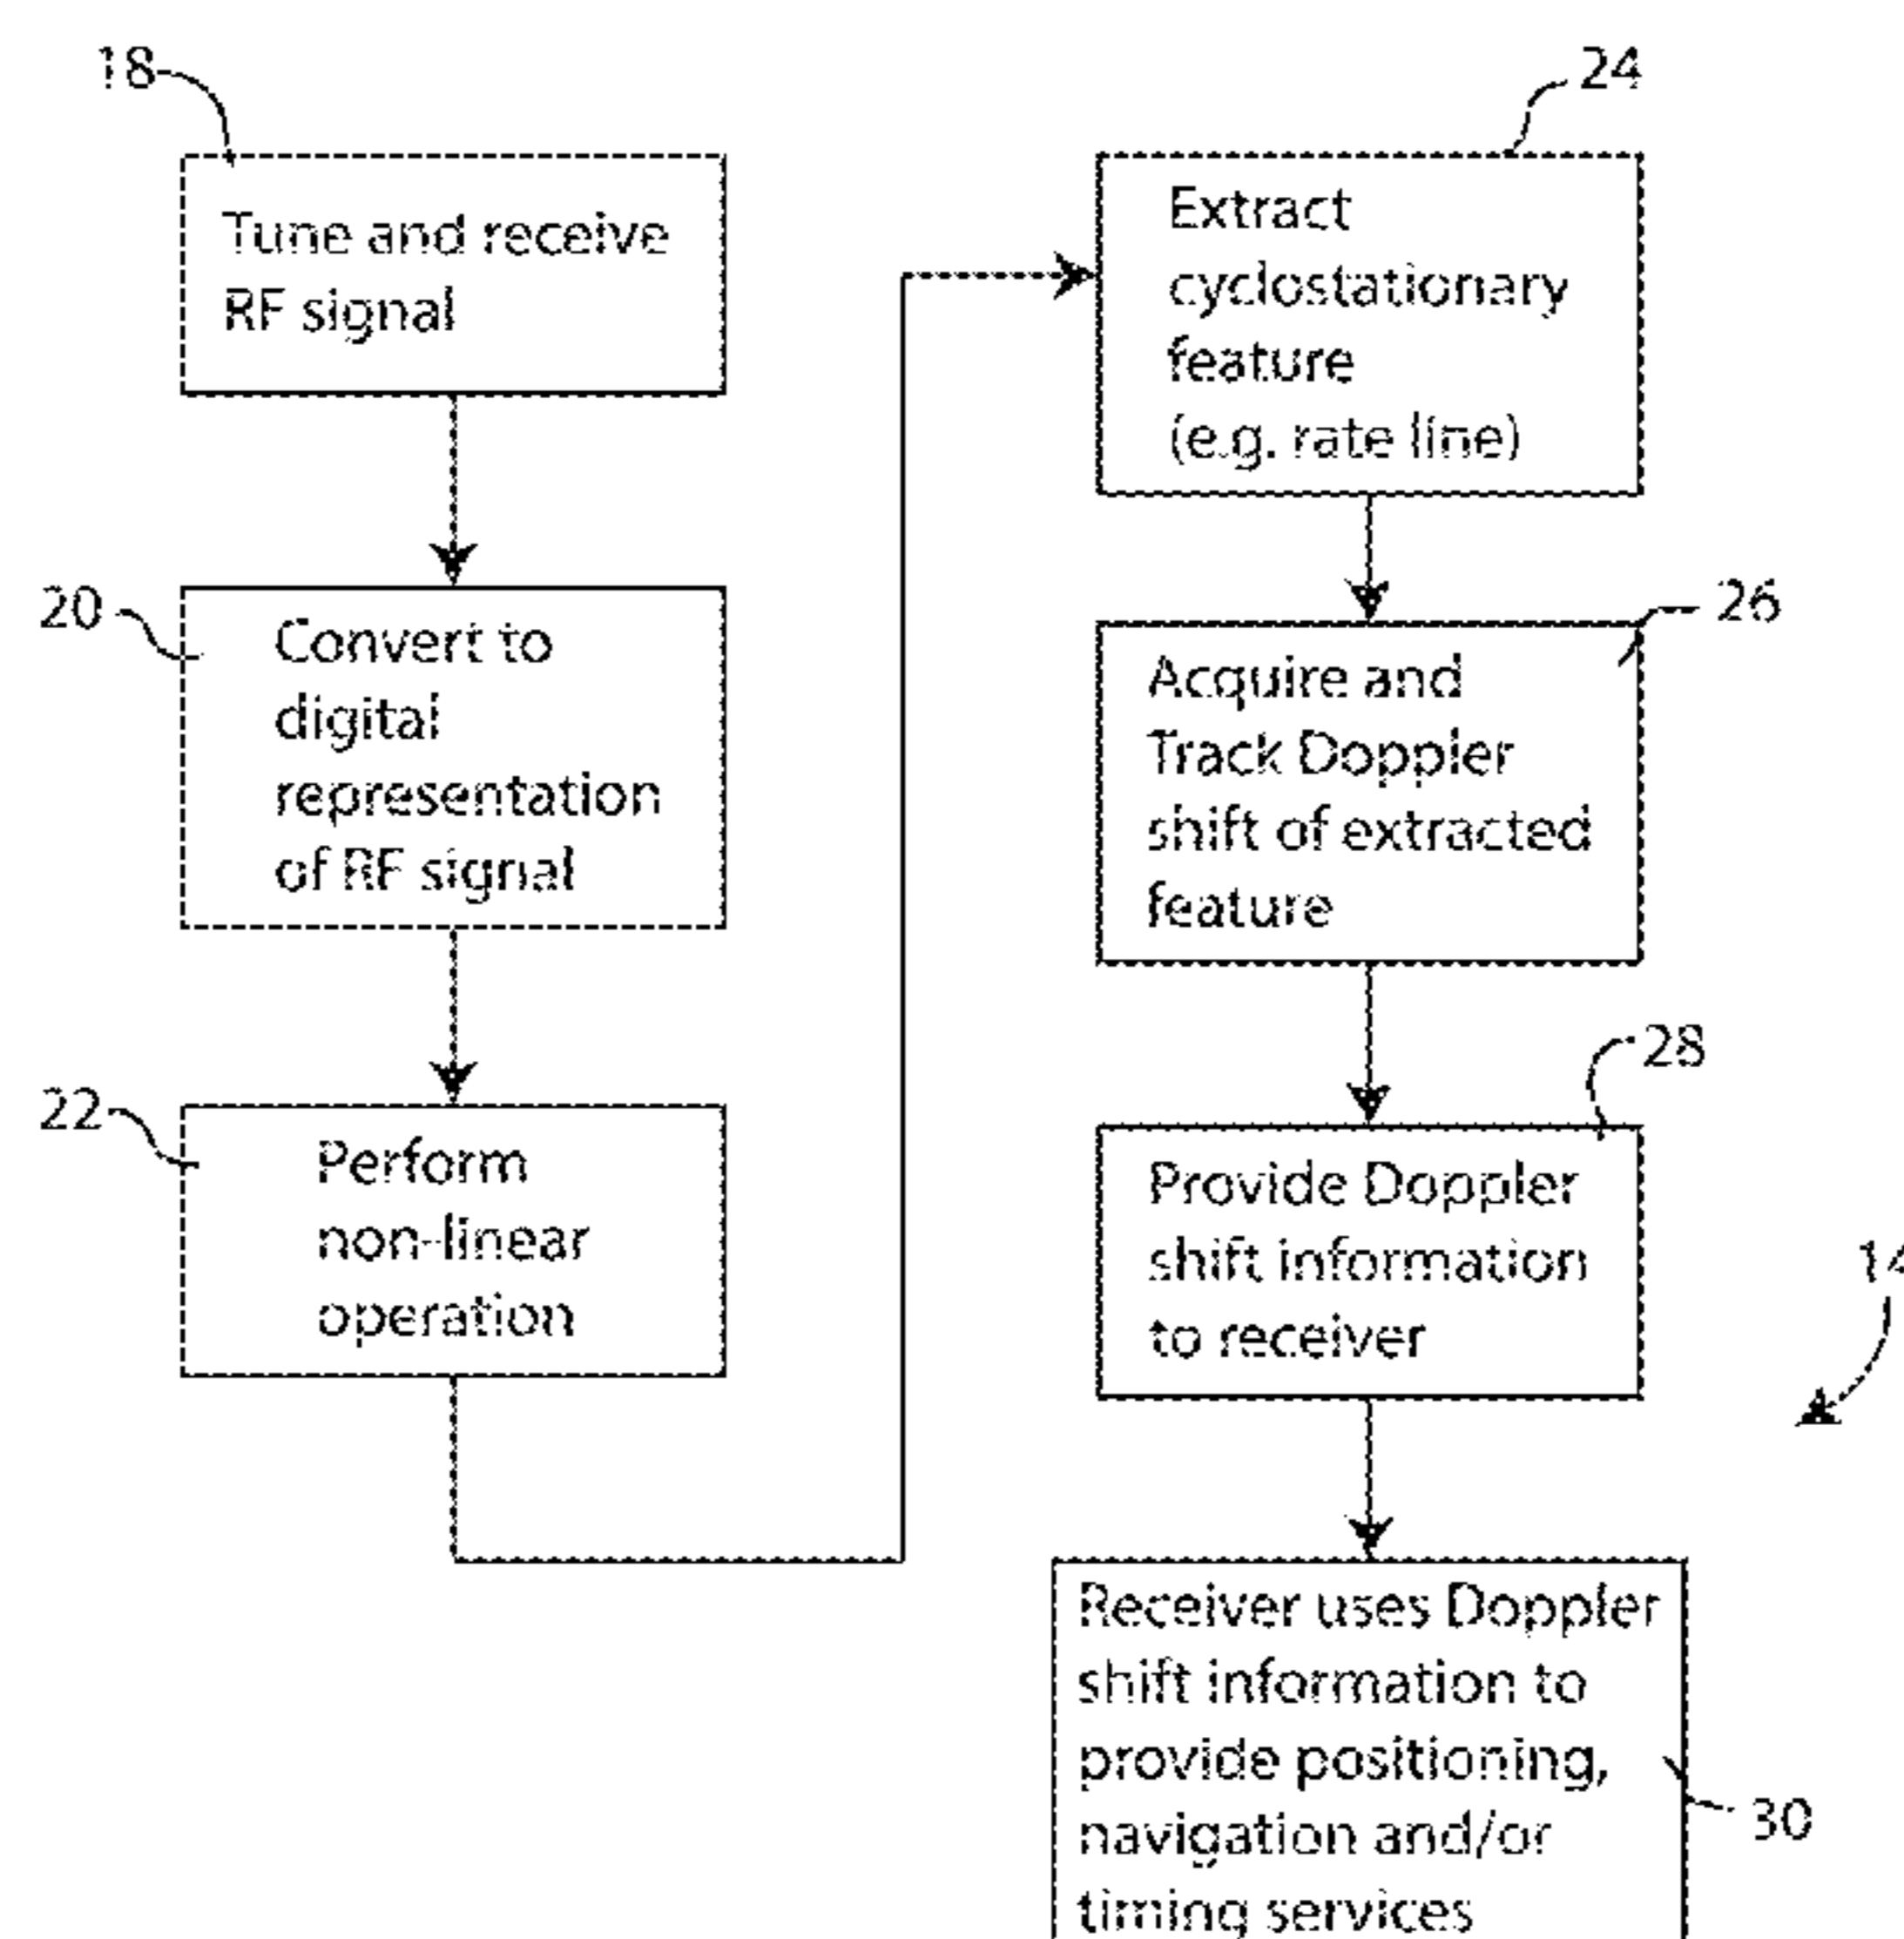 18
Tune and receive
RF signal
20
Convert to
digital
representation
of RF signal
22
Perform
non-linear
operation
24
Extract
cyclostationary
feature
(e.g. rate line)
26
Acquire and
Track Doppler
shift of extracted
feature
28
Provide Doppler
shift information
to receiver
14
Receiver uses Doppler
shift information to
provide positioning,
navigation and/or
timing services
30